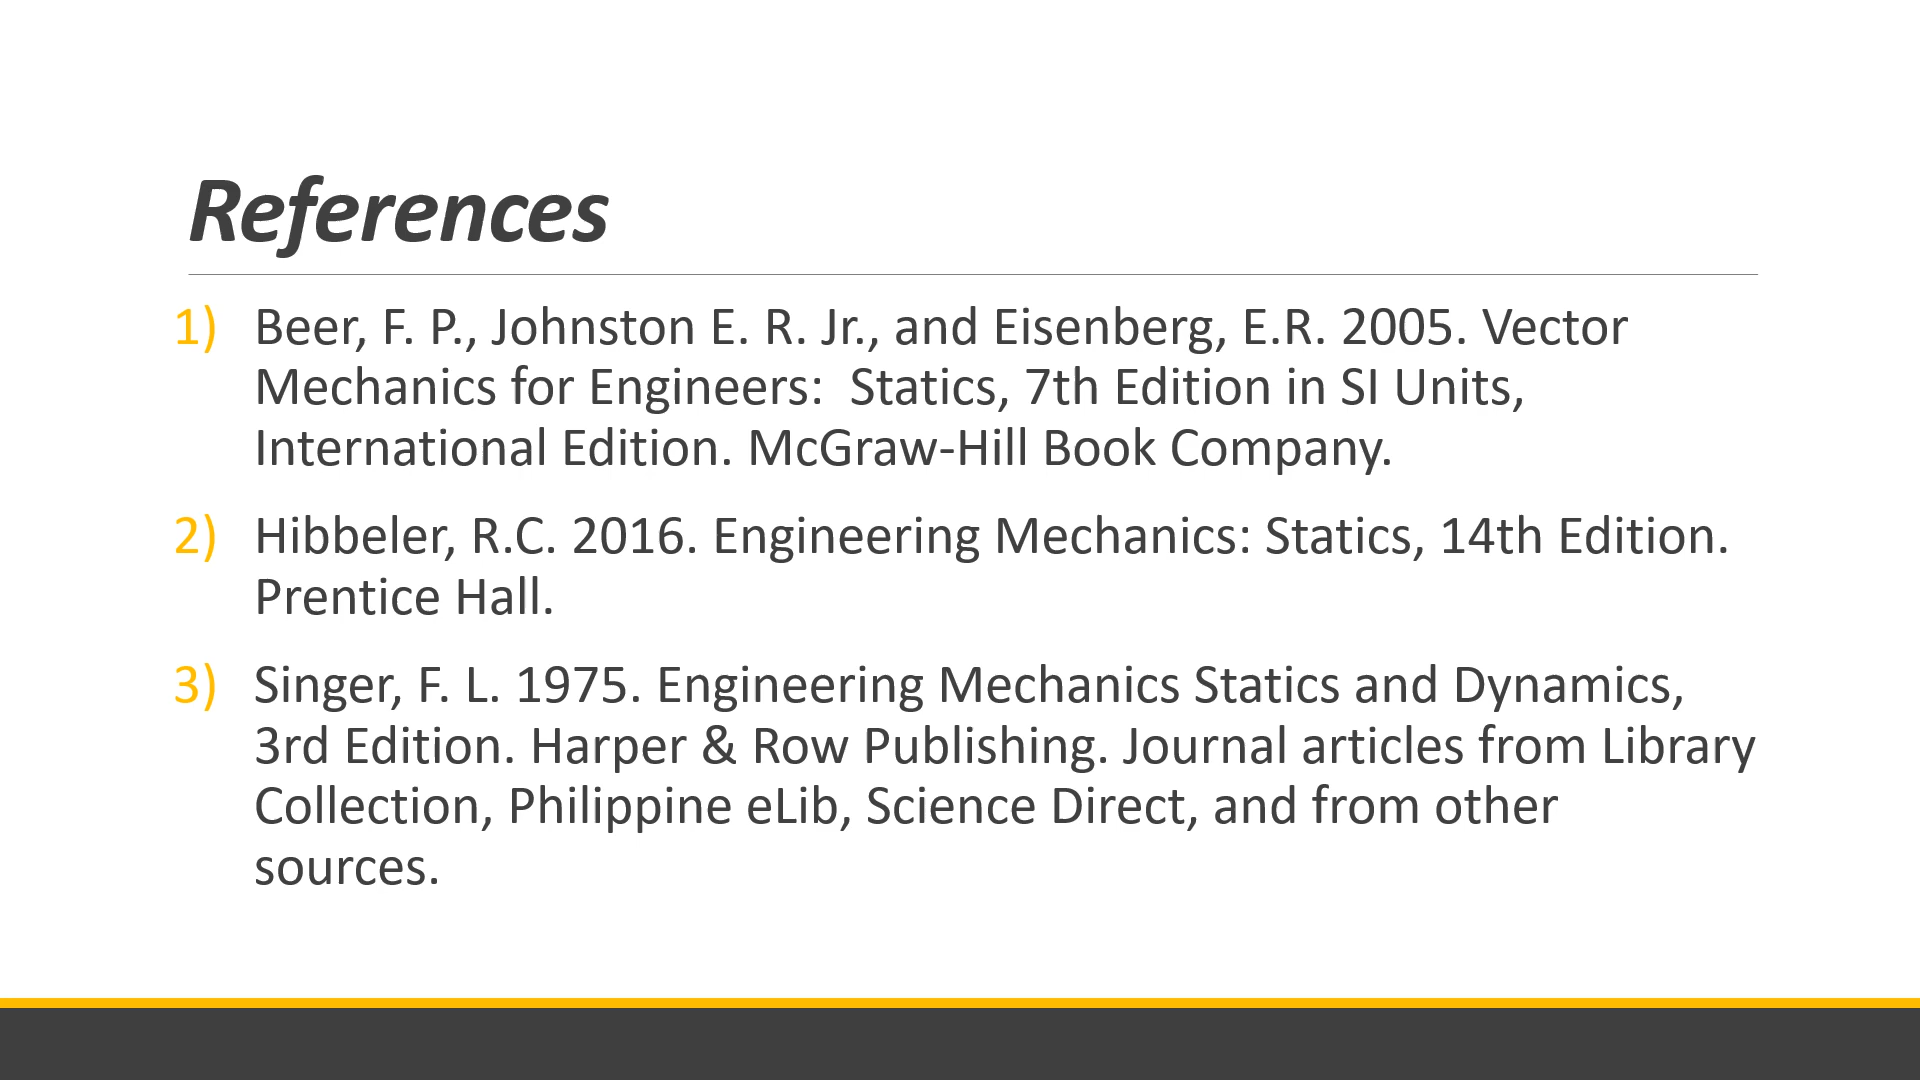 References
1) Beer, F. P., Johnston E. R. Jr., and Eisenberg, E.R. 2005. Vector
Mechanics for Engineers:  Statics, 7th Edition in SI Units,
International Edition. McGraw-Hill Book Company.
2) Hibbeler, R.C. 2016. Engineering Mechanics: Statics, 14th Edition.
Prentice Hall.
3) Singer, F. L. 1975. Engineering Mechanics Statics and Dynamics,
3rd Edition. Harper & Row Publishing. Journal articles from Library
Collection, Philippine eLib, Science Direct, and from other
sources.